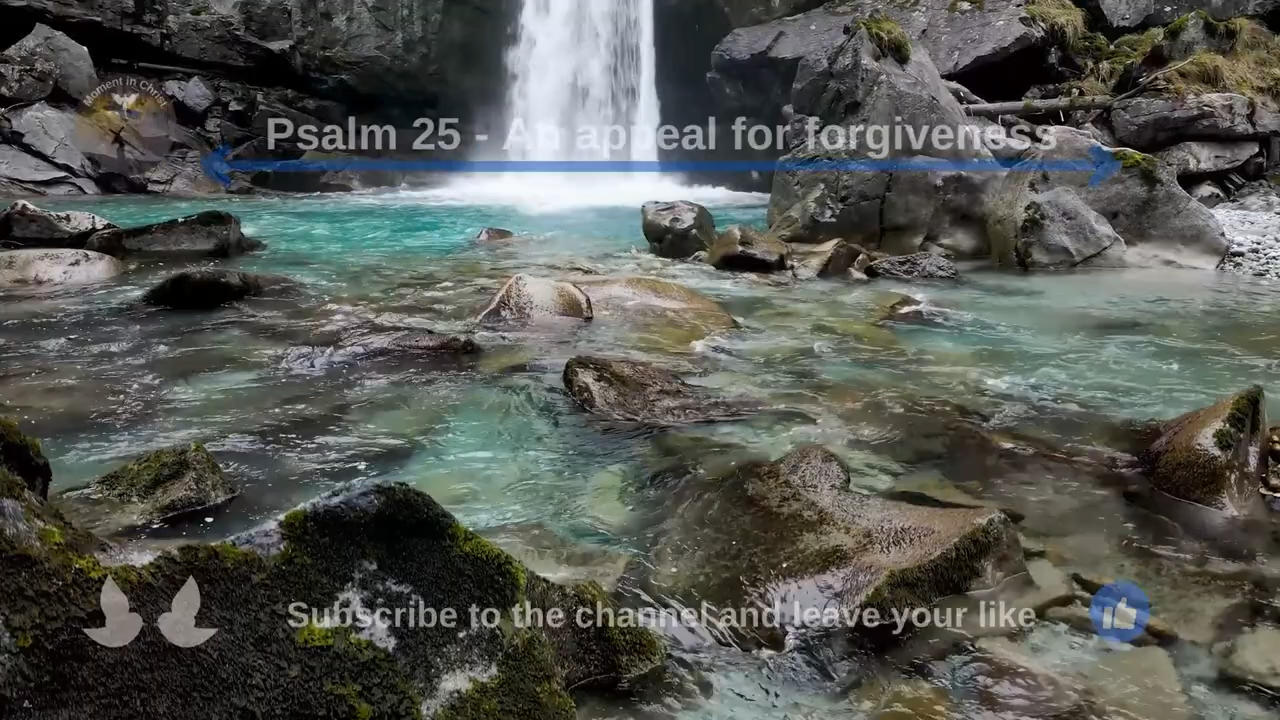 Moment in Christ
Psalm 25 - An appeal for forgiveness
Subscribe to the channel and leave your like